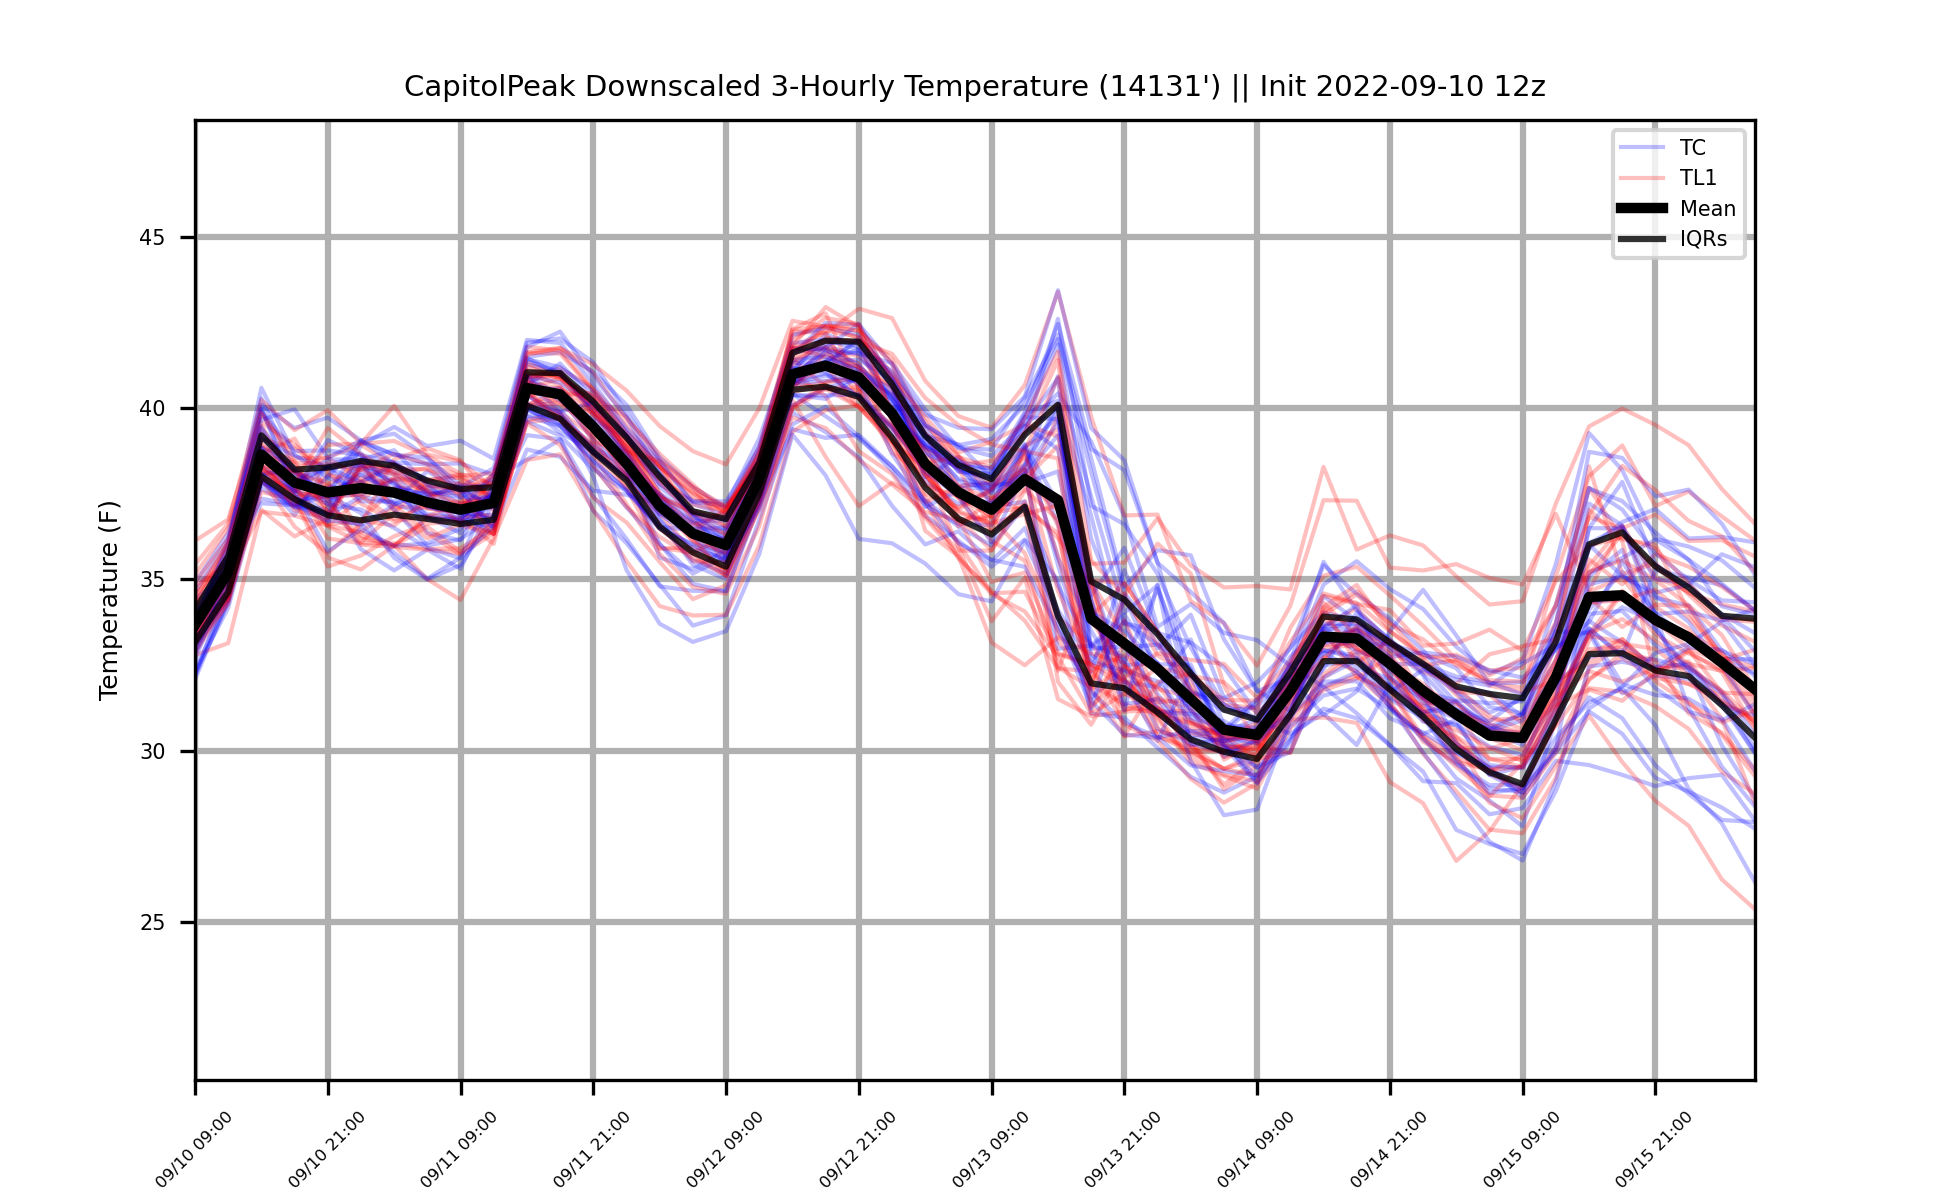 CapitolPeak Downscaled 3-Hourly Temperature (14131') || Init 2022-09-10 12z
TC
TL1
Mean
IQRs
Temperature (F)
45
40
35
30
25
09/10 09:00
09/10 21:00
09/11 09:00
09/11 21:00
09/12 09:00
09/12 21:00
09/13 09:00
09/13 21:00
09/14 09:00
09/14 21:00
09/15 09:00
09/15 21:00